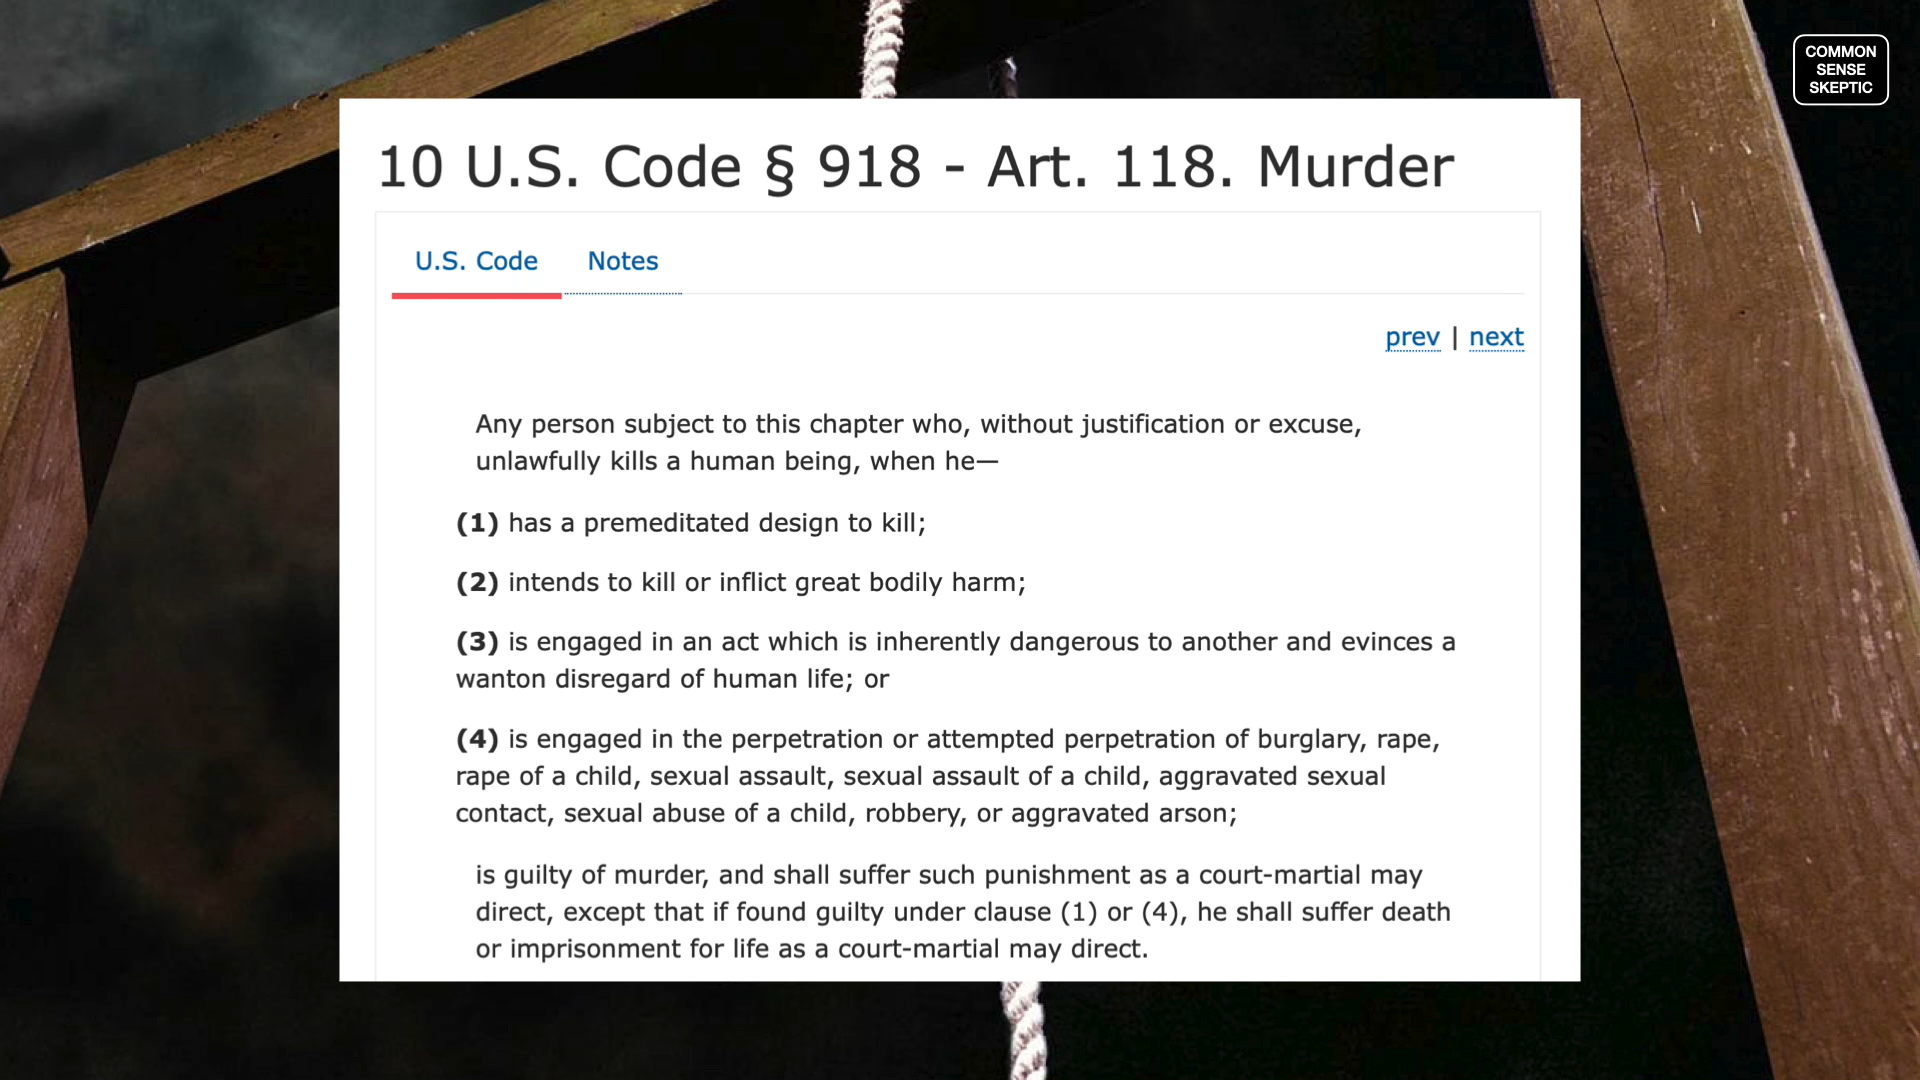 COMMON
SENSE
SKEPTIC
10 U.S. Code § 918 - Art. 118. Murder
U.S. Code Notes
prev | next
Any person subject to this chapter who, without justification or excuse,
unlawfully kills a human being, when he—
(1) has a premeditated design to kill;
(2) intends to kill or inflict great bodily harm;
(3) is engaged in an act which is inherently dangerous to another and evinces a
wanton disregard of human life; or
(4) is engaged in the perpetration or attempted perpetration of burglary, rape,
rape of a child, sexual assault, sexual assault of a child, aggravated sexual
contact, sexual abuse of a child, robbery, or aggravated arson;
is guilty of murder, and shall suffer such punishment as a court-martial may
direct, except that if found guilty under clause (1) or (4), he shall suffer death
or imprisonment for life as a court-martial may direct.